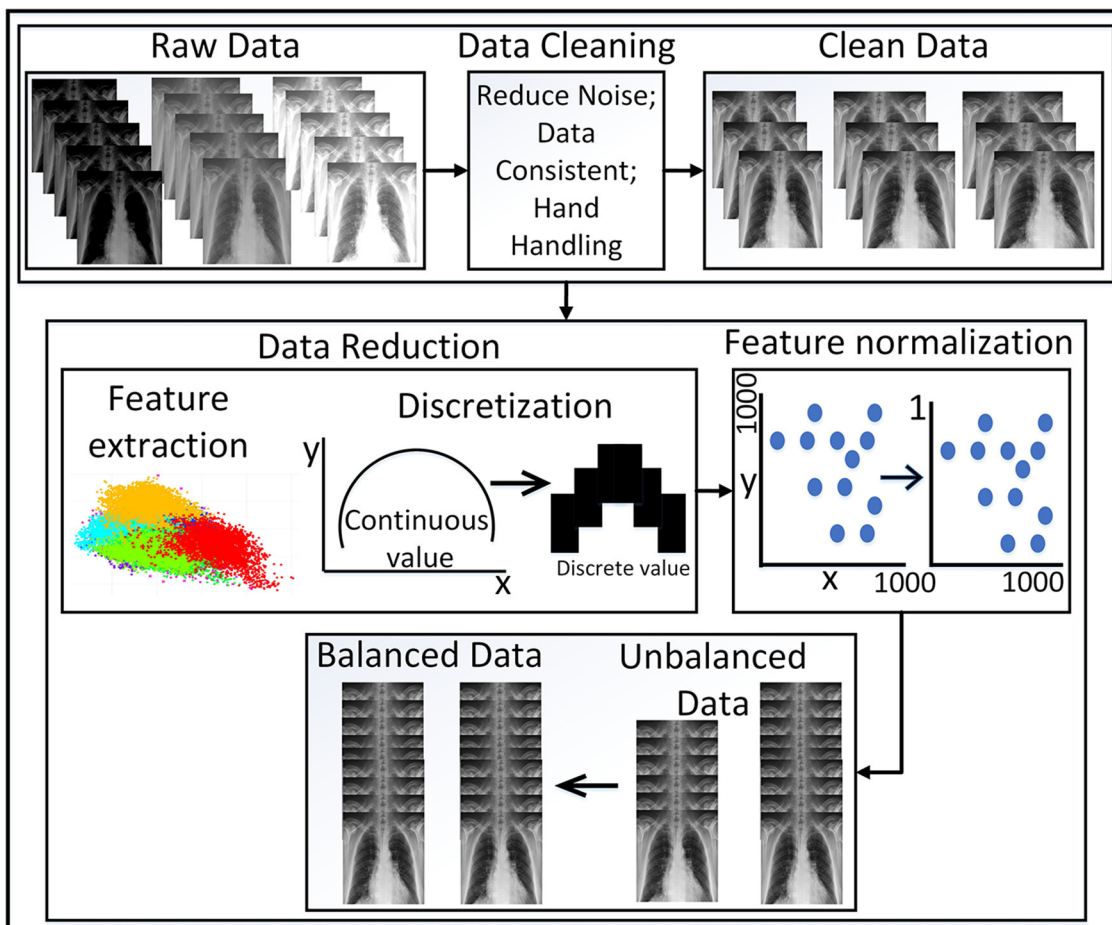 Raw Data
Data Cleaning
Clean Data
Reduce Noise;
Data
Consistent;
Hand
Handling
Data Reduction
Feature normalization
Feature
extraction
Discretization
y
Continuous
value
x
Discrete value
1000
y
x
1000
1
1000
Balanced Data
Unbalanced
Data